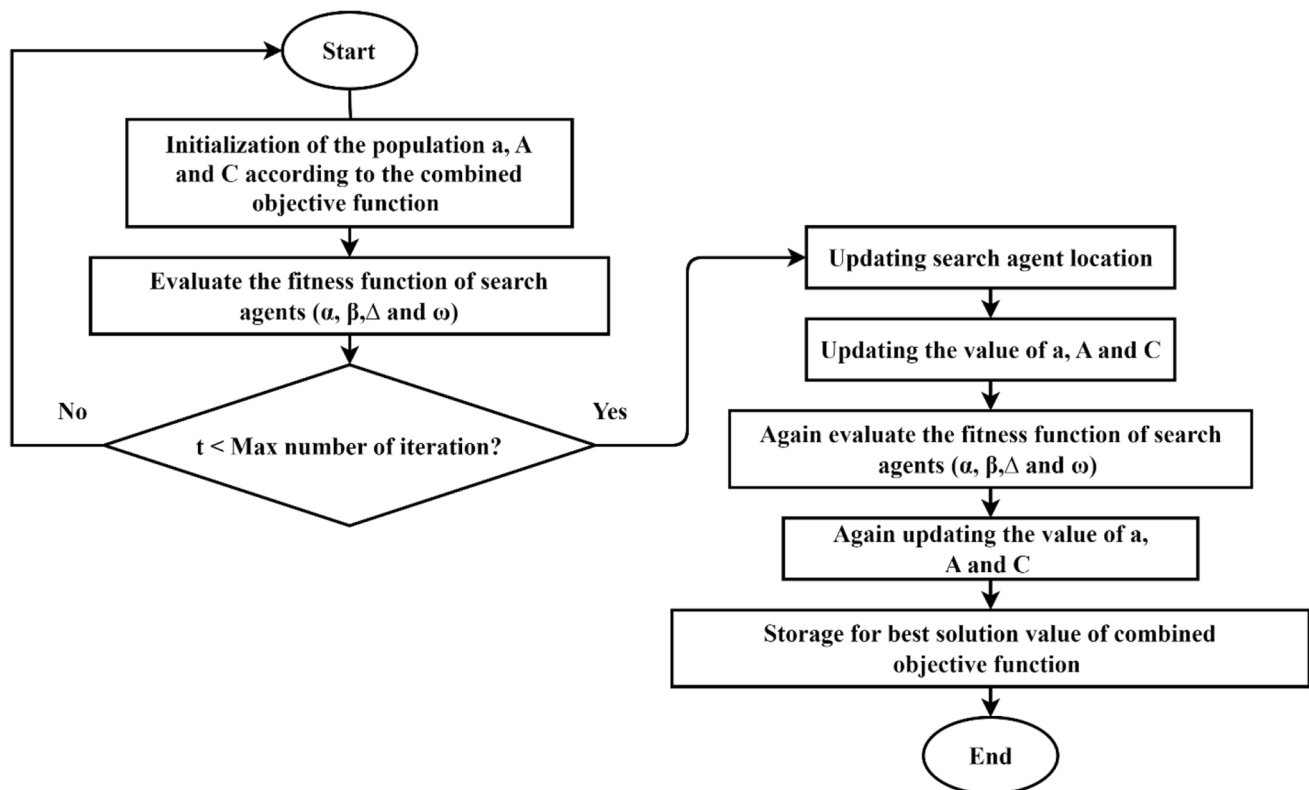 Start
Initialization of the population a, A
and C according to the combined
objective function
Evaluate the fitness function of search
agents (α, β,Δ and ω)
No
Yes
t < Max number of iteration?
Updating search agent location
Updating the value of a, A and C
Again evaluate the fitness function of search
agents (α, β,Δ and ω)
Again updating the value of a,
A and C
Storage for best solution value of combined
objective function
End